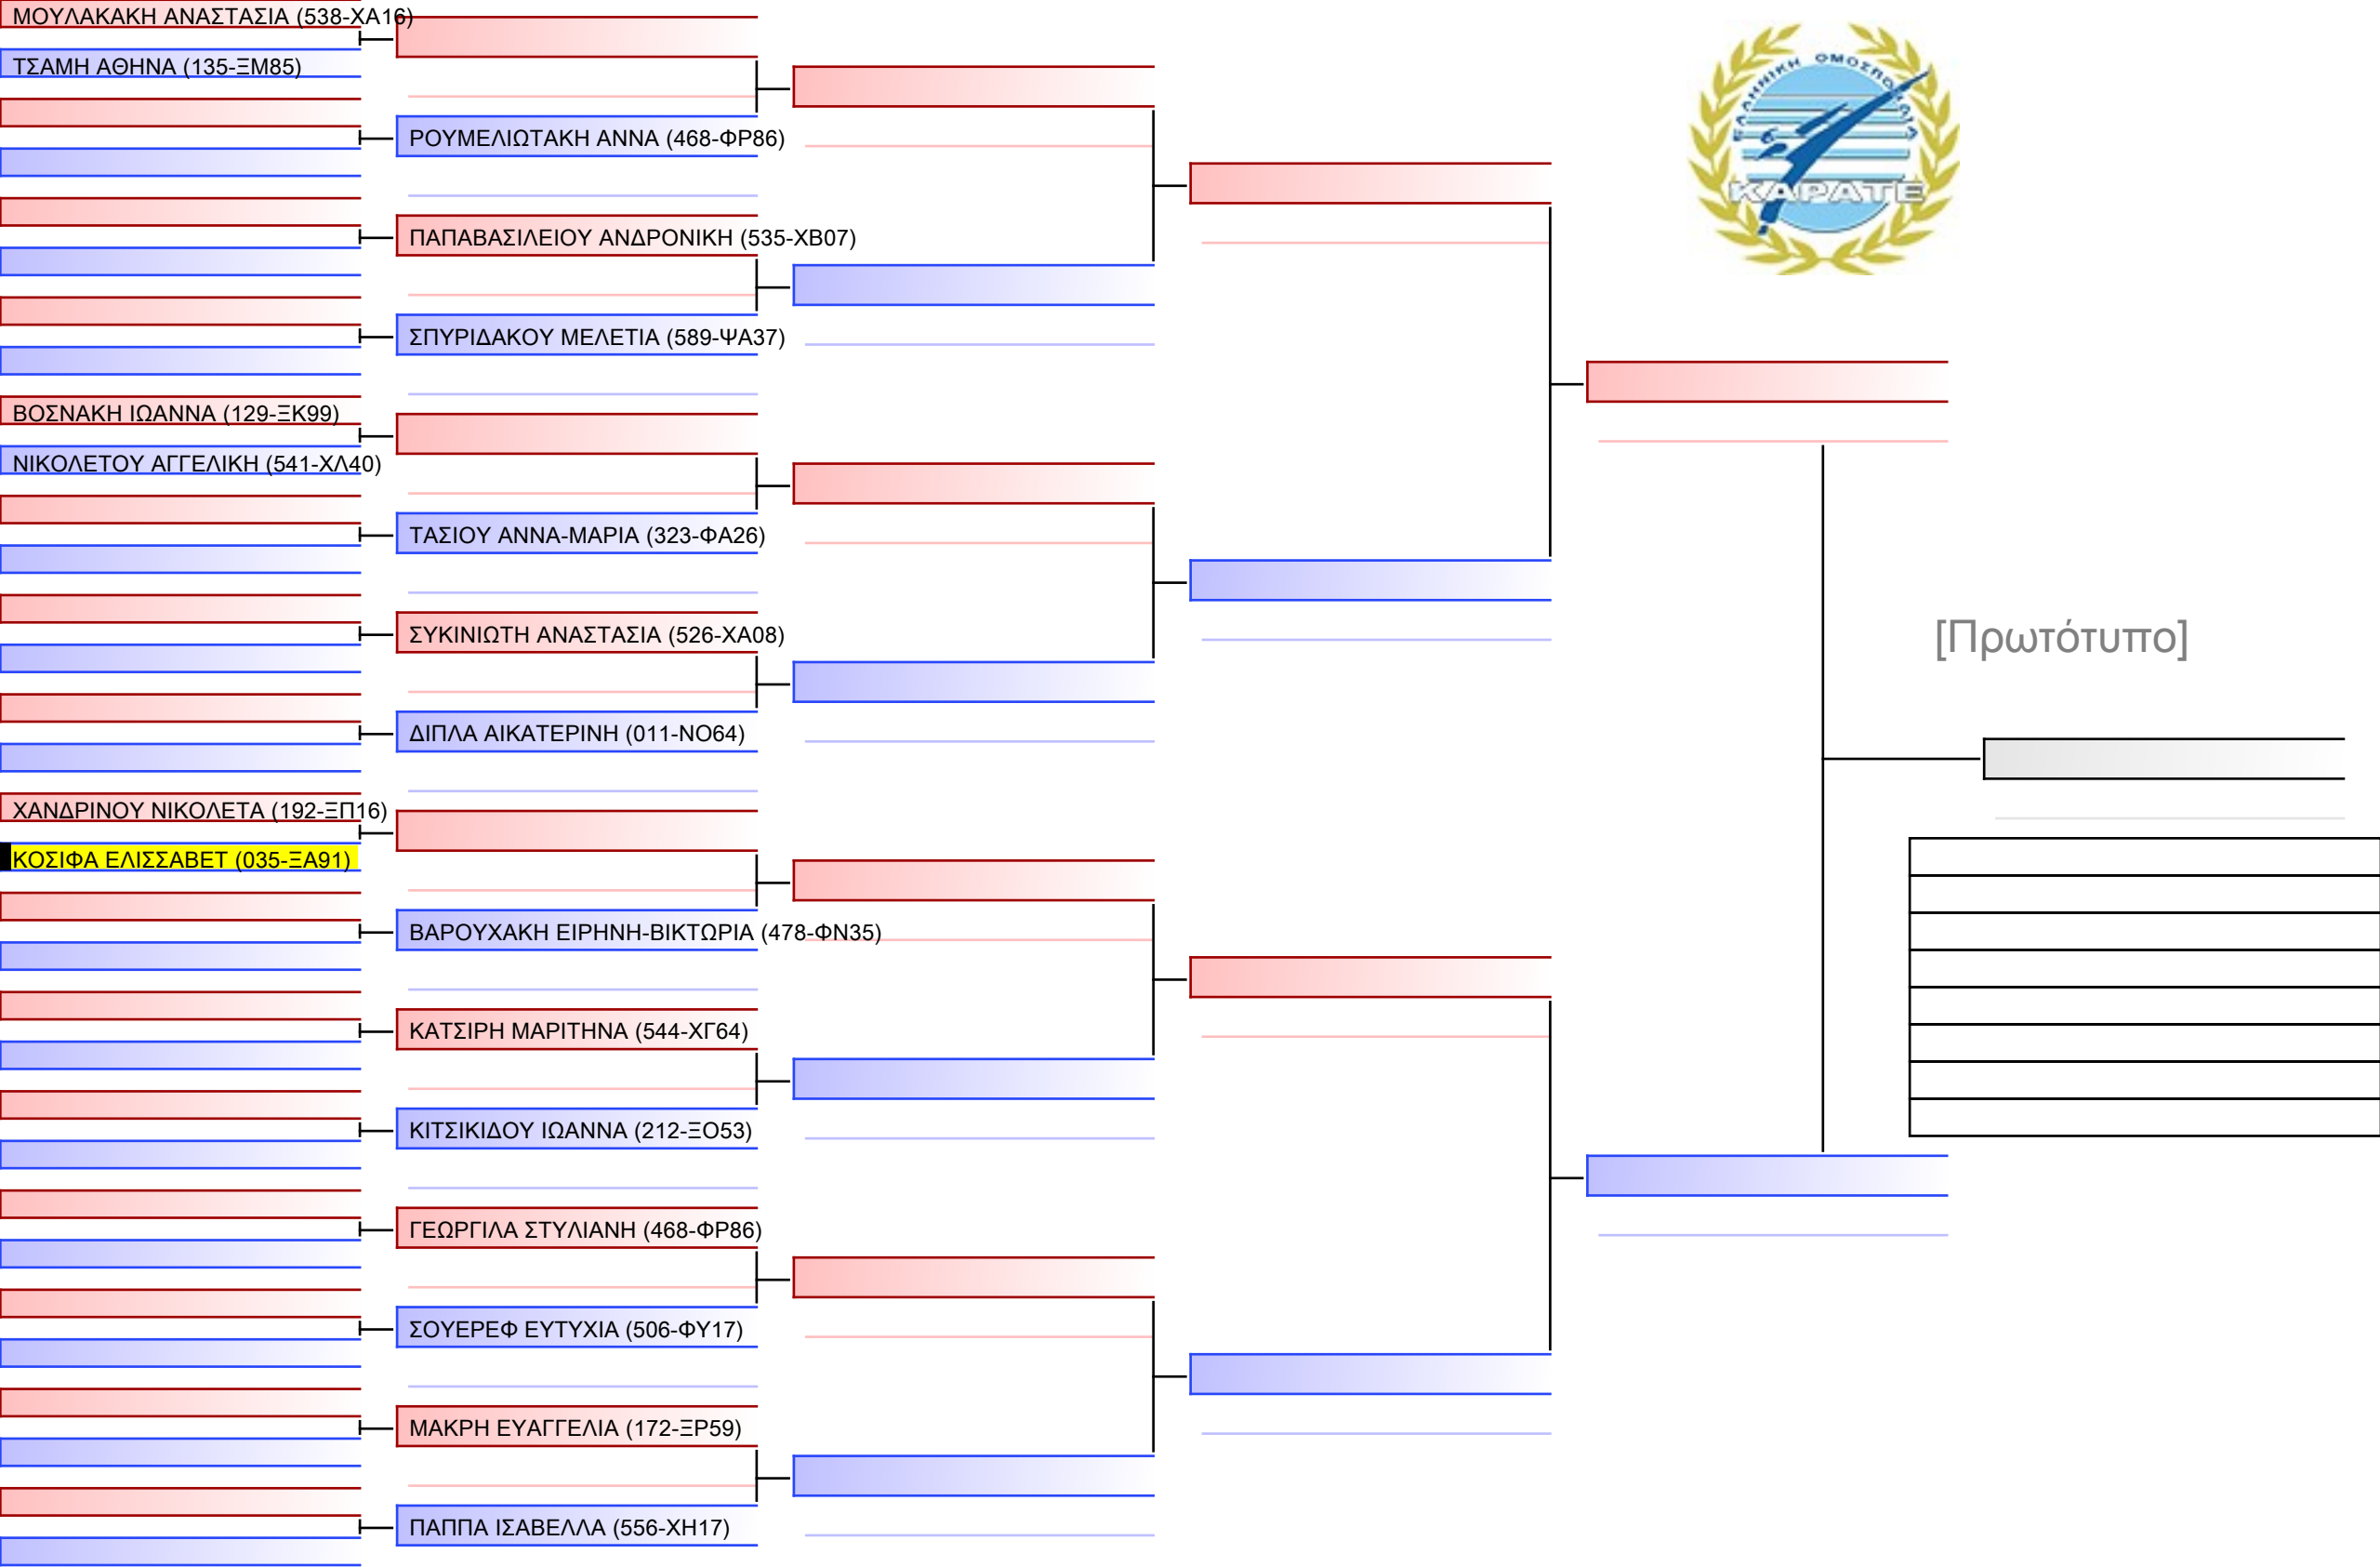 ΜΟΥΛΑΚΑΚΗ ΑΝΑΣΤΑΣΙΑ (538-ΧΑ16)
ΤΣΑΜΗ ΑΘΗΝΑ (135-ΞΜ85)
ΡΟΥΜΕΛΙΩΤΑΚΗ ΑΝΝΑ (468-ΦΡ86)
ΠΑΠΑΒΑΣΙΛΕΙΟΥ ΑΝΔΡΟΝΙΚΗ (535-ΧΒ07)
ΣΠΥΡΙΔΑΚΟΥ ΜΕΛΕΤΙΑ (589-ΨΑ37)
ΒΟΣΝΑΚΗ ΙΩΑΝΝΑ (129-ΞΚ99)
ΝΙΚΟΛΕΤΟΥ ΑΓΓΕΛΙΚΗ (541-ΧΛ40)
ΤΑΣΙΟΥ ΑΝΝΑ-ΜΑΡΙΑ (323-ΦΑ26)
ΣΥΚΙΝΙΩΤΗ ΑΝΑΣΤΑΣΙΑ (526-ΧΑ08)
ΔΙΠΛΑ ΑΙΚΑΤΕΡΙΝΗ (011-ΝΟ64)
ΧΑΝΔΡΙΝΟΥ ΝΙΚΟΛΕΤΑ (192-ΞΠ16)
ΚΟΣΙΦΑ ΕΛΙΣΣΑΒΕΤ (035-ΞΑ91)
ΒΑΡΟΥΧΑΚΗ ΕΙΡΗΝΗ-ΒΙΚΤΩΡΙΑ (478-ΦΝ35)
ΚΑΤΣΙΡΗ ΜΑΡΙΤΗΝΑ (544-ΧΓ64)
ΚΙΤΣΙΚΙΔΟΥ ΙΩΑΝΝΑ (212-ΞΟ53)
ΓΕΩΡΓΙΛΑ ΣΤΥΛΙΑΝΗ (468-ΦΡ86)
ΣΟΥΕΡΕΦ ΕΥΤΥΧΙΑ (506-ΦΥ17)
ΜΑΚΡΗ ΕΥΑΓΓΕΛΙΑ (172-ΞΡ59)
ΠΑΠΠΑ ΙΣΑΒΕΛΛΑ (556-ΧΗ17)
ΕΛΛΗΝΙΚΗ ΟΜΟΣΠΟΝΔΙΑ
ΚΑΡΑΤΕ
[Πρωτότυπο]